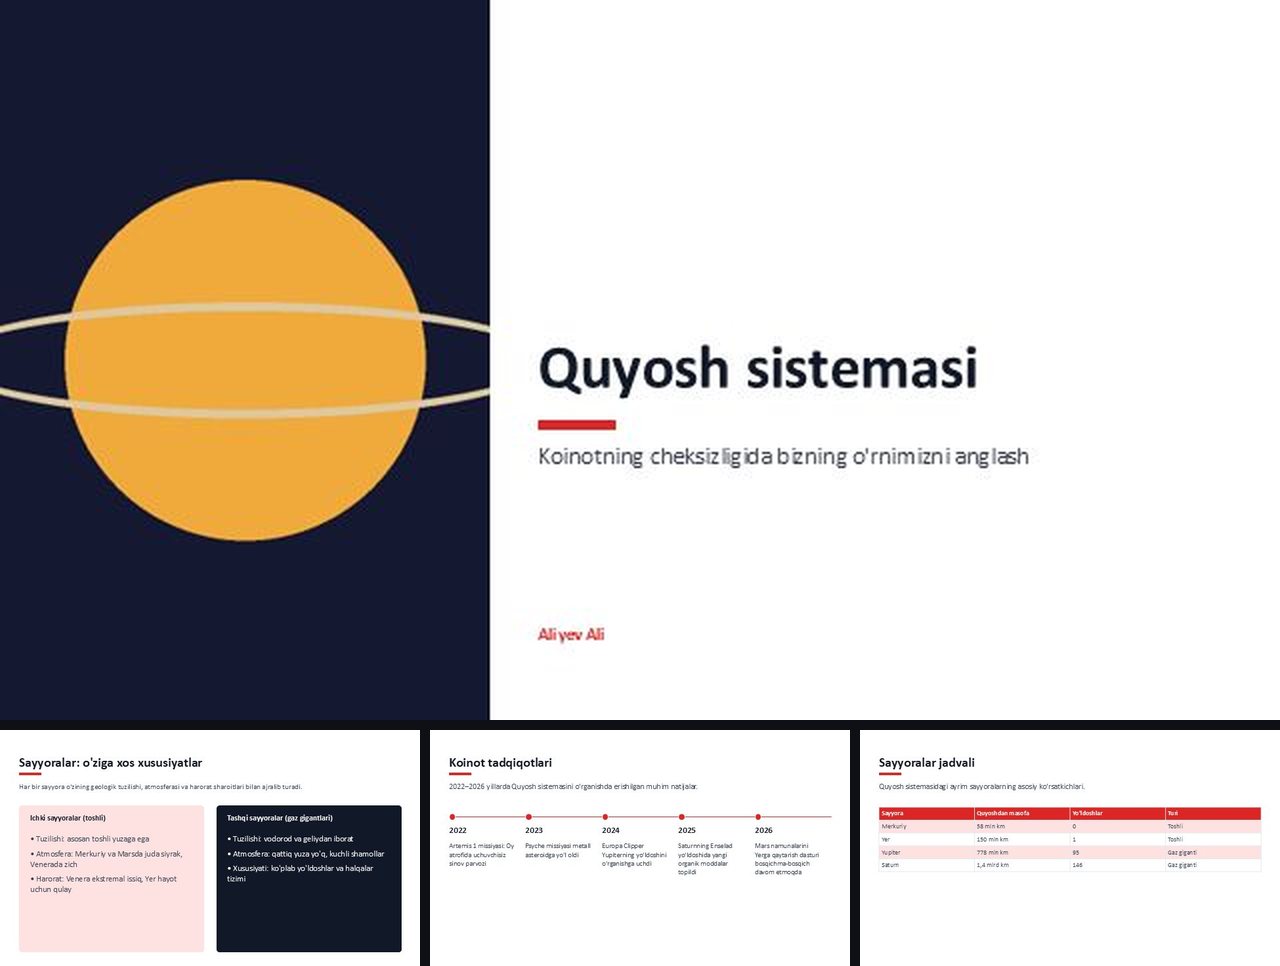 Quyosh sistemasi
Koinotning cheksizligida bizning o'rnimizni anglash
Aliyev Ali
Sayyoralar: o'ziga xos xususiyatlar
Har bir sayyora o'zining geologik tuzilishi, atmosferasi va harorat sharoitlari bilan ajralib turadi.
Ichki sayyoralar (toshli)
• Tuzilishi: asosan toshli yuzaga ega
• Atmosfera: Merkuriy va Marsda juda siyrak,
Venerada zich
• Harorat: Venera ekstremal issiq, Yer hayot
uchun qulay
Tashqi sayyoralar (gaz gigantlari)
• Tuzilishi: vodorod va geliydan iborat
• Atmosfera: qattiq yuza yo'q, kuchli shamollar
• Xususiyati: ko'plab yo'ldoshlar va halqalar
tizimi
Koinot tadqiqotlari
2022–2026 yillarda Quyosh sistemasini o'rganishda erishilgan muhim natijalar.
2022
Artemis 1 missiyasi: Oy
atrofida uchuvchisiz
sinov parvozi
2023
Psyche missiyasi metall
asteroidga yo'l oldi
2024
Europa Clipper
Yupiterning yo'ldoshini
o'rganishga uchdi
2025
Saturnning Enselad
yo'ldoshida yangi
organik moddalar
topildi
2026
Mars namunalarini
Yerga qaytarish dasturi
bosqichma-bosqich
davom etmoqda
Sayyoralar jadvali
Quyosh sistemasidagi ayrim sayyoralarning asosiy ko'rsatkichlari.
Sayyora Quyoshdan masofa Yo'ldoshlar Turi
Merkuriy 58 mln km 0 Toshli
Yer 150 mln km 1 Toshli
Yupiter 778 mln km 95 Gaz giganti
Saturn 1,4 mlrd km 146 Gaz giganti